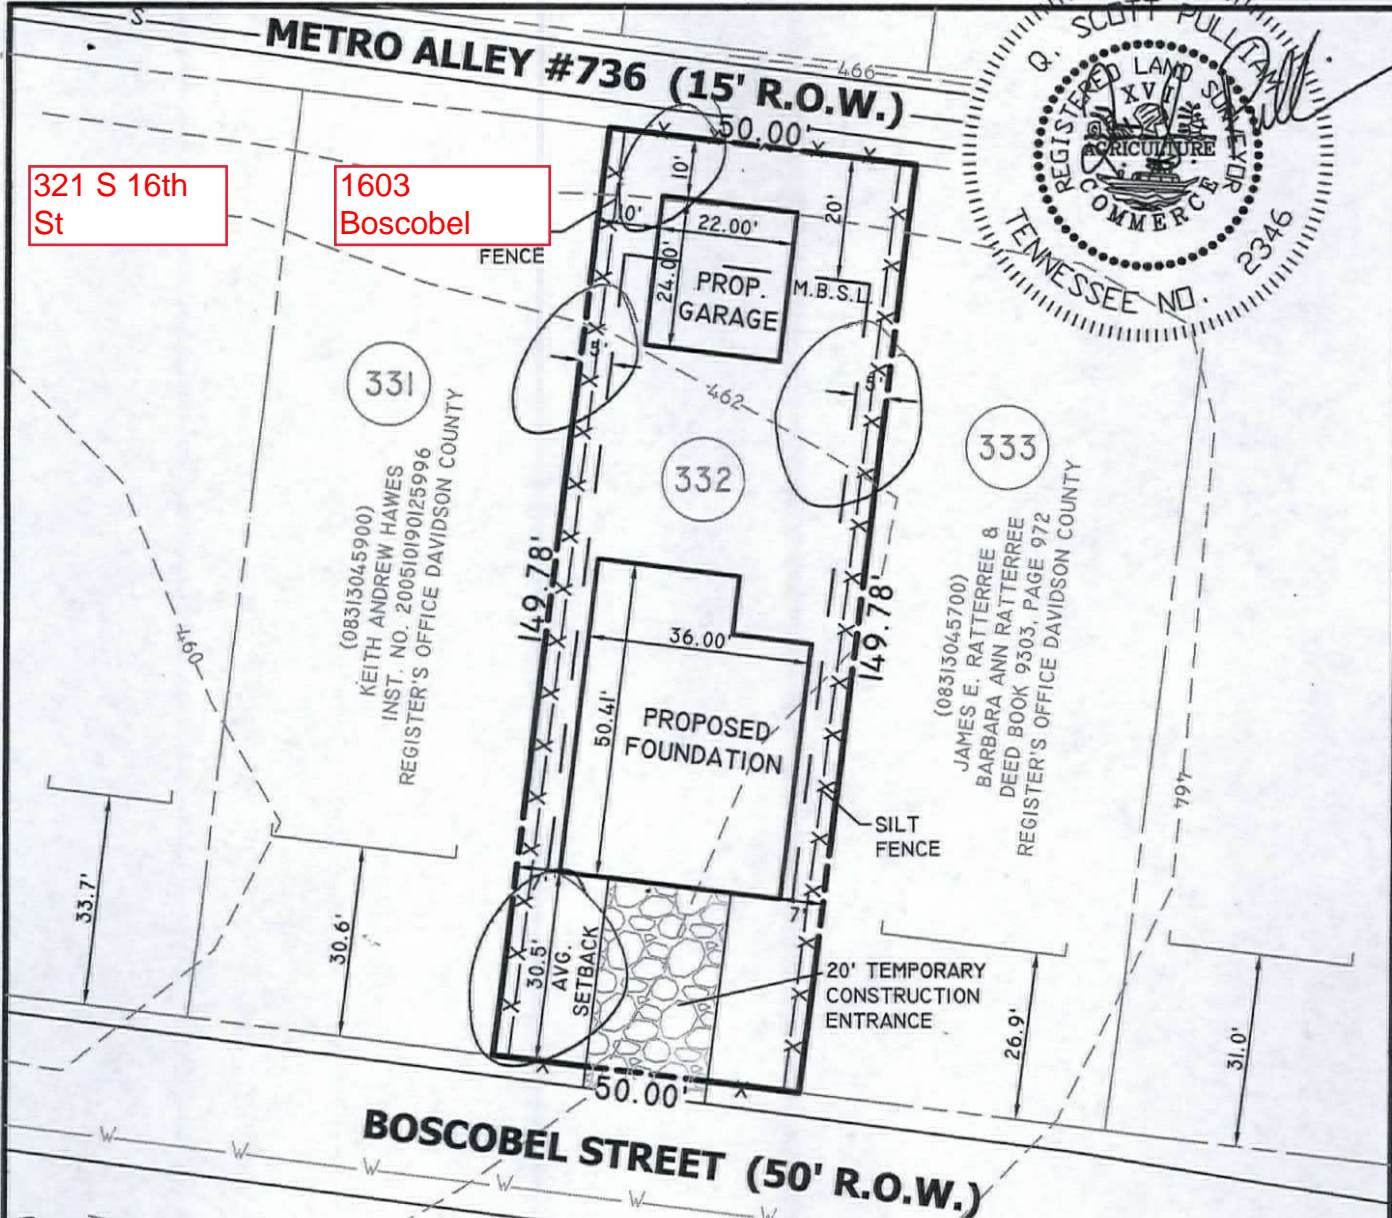 S
METRO ALLEY #736 (15' R.O.W.)
466
50.00'
Q. SCOTT PULLIAM
REGISTERED LAND SURVEYOR
XVI
AGRICULTURE
COMMERCE
TENNESSEE NO. 2346
321 S 16th
St
1603
Boscobel
FENCE
10'
10'
22.00'
24.00'
PROP.
GARAGE
20'
M.B.S.L.
5'
5'
462
331
332
333
(08313045900)
KEITH ANDREW HAWES
INST. NO. 200510190125996
REGISTER'S OFFICE DAVIDSON COUNTY
(08313045700)
JAMES E. RATTERREE &
BARBARA ANN RATTERREE
DEED BOOK 9303, PAGE 972
REGISTER'S OFFICE DAVIDSON COUNTY
149.78'
149.78'
460
36.00'
50.41'
PROPOSED
FOUNDATION
SILT
FENCE
464
7'
33.7'
30.6'
30.5'
AVG.
SETBACK
20' TEMPORARY
CONSTRUCTION
ENTRANCE
26.9'
31.0'
50.00'
BOSCOBEL STREET (50' R.O.W.)
W W W W W W